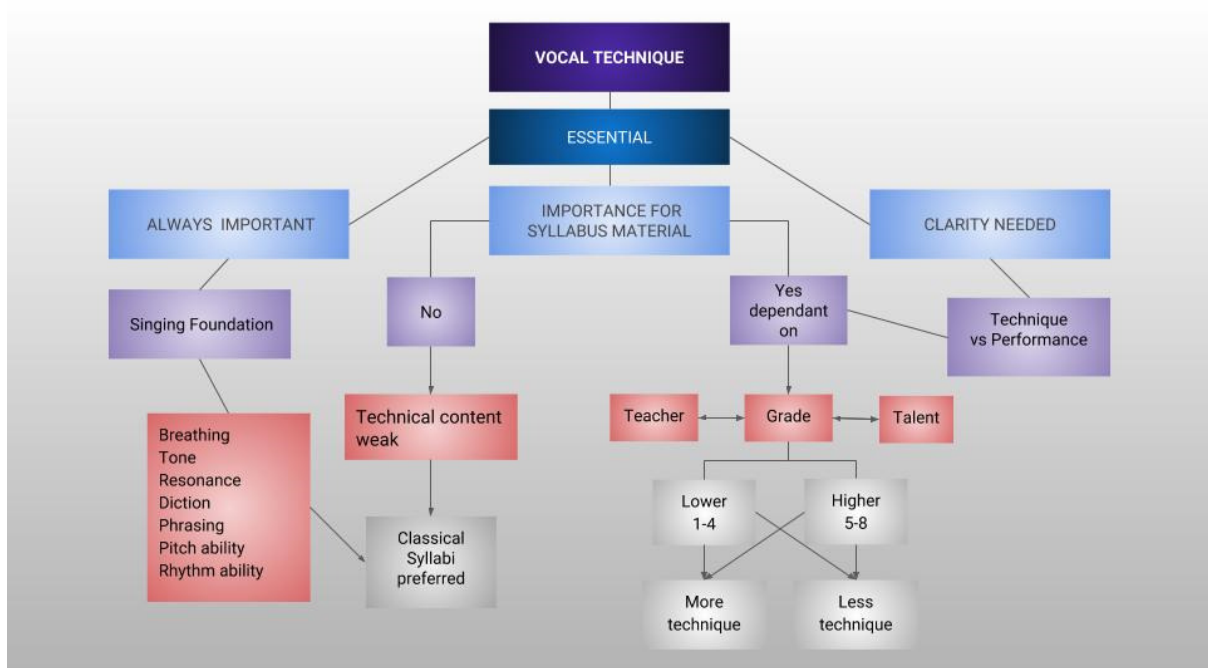 VOCAL TECHNIQUE
ESSENTIAL
ALWAYS IMPORTANT
IMPORTANCE FOR
SYLLABUS MATERIAL
CLARITY NEEDED
Singing Foundation
No
Yes
dependant
on
Technique
vs Performance
Breathing
Tone
Resonance
Diction
Phrasing
Pitch ability
Rhythm ability
Technical content
weak
Teacher
Grade
Talent
Classical
Syllabi
preferred
Lower
1-4
Higher
5-8
More
technique
Less
technique